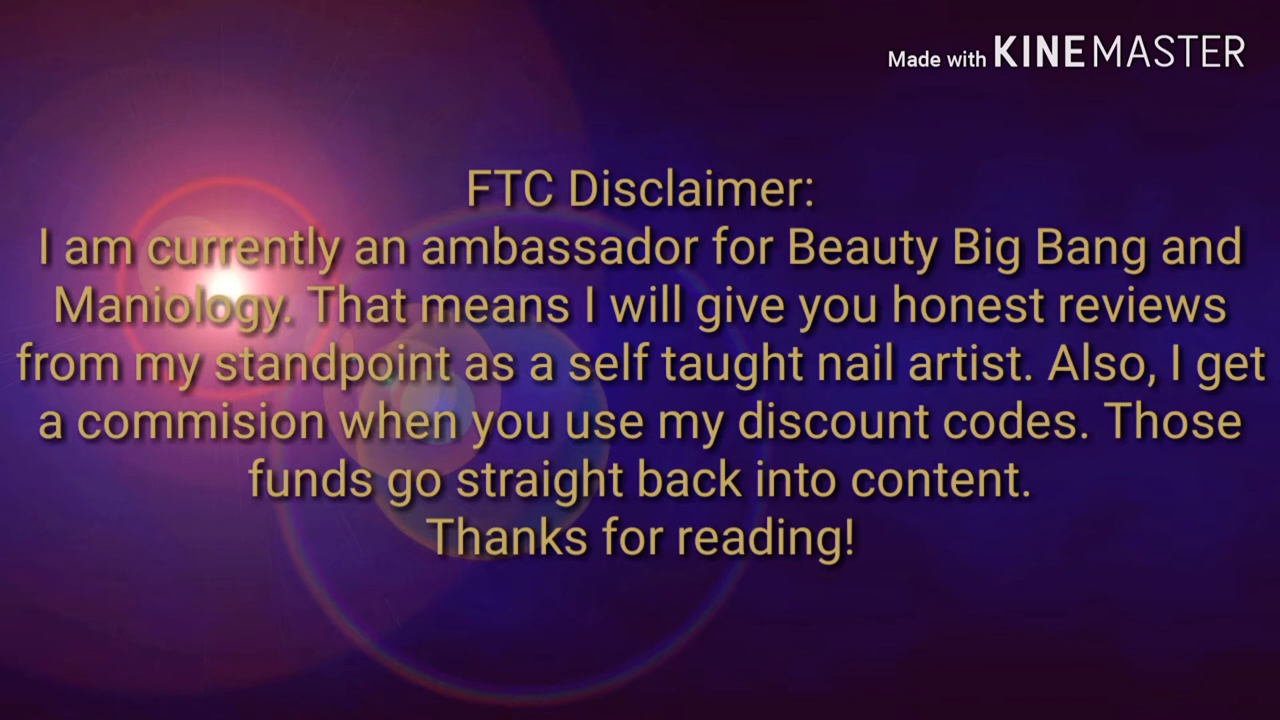 Made with KINEMASTER
FTC Disclaimer:
I am currently an ambassador for Beauty Big Bang and
Maniology. That means I will give you honest reviews
from my standpoint as a self taught nail artist. Also, I get
a commision when you use my discount codes. Those
funds go straight back into content.
Thanks for reading!